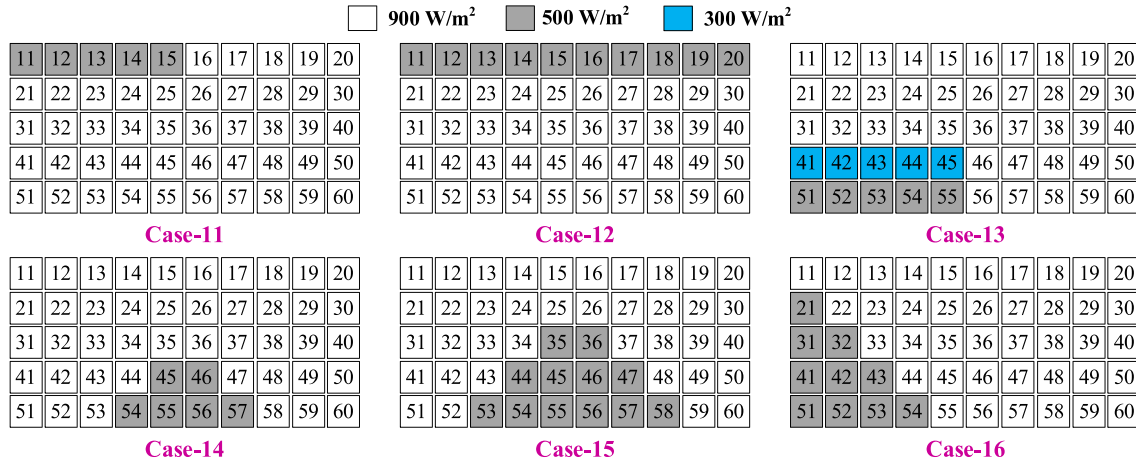 900 W/m² 500 W/m² 300 W/m²
11 12 13 14 15 16 17 18 19 20
21 22 23 24 25 26 27 28 29 30
31 32 33 34 35 36 37 38 39 40
41 42 43 44 45 46 47 48 49 50
51 52 53 54 55 56 57 58 59 60
Case-11
11 12 13 14 15 16 17 18 19 20
21 22 23 24 25 26 27 28 29 30
31 32 33 34 35 36 37 38 39 40
41 42 43 44 45 46 47 48 49 50
51 52 53 54 55 56 57 58 59 60
Case-12
11 12 13 14 15 16 17 18 19 20
21 22 23 24 25 26 27 28 29 30
31 32 33 34 35 36 37 38 39 40
41 42 43 44 45 46 47 48 49 50
51 52 53 54 55 56 57 58 59 60
Case-13
11 12 13 14 15 16 17 18 19 20
21 22 23 24 25 26 27 28 29 30
31 32 33 34 35 36 37 38 39 40
41 42 43 44 45 46 47 48 49 50
51 52 53 54 55 56 57 58 59 60
Case-14
11 12 13 14 15 16 17 18 19 20
21 22 23 24 25 26 27 28 29 30
31 32 33 34 35 36 37 38 39 40
41 42 43 44 45 46 47 48 49 50
51 52 53 54 55 56 57 58 59 60
Case-15
11 12 13 14 15 16 17 18 19 20
21 22 23 24 25 26 27 28 29 30
31 32 33 34 35 36 37 38 39 40
41 42 43 44 45 46 47 48 49 50
51 52 53 54 55 56 57 58 59 60
Case-16